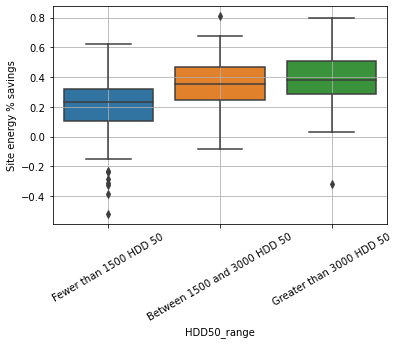 0.8
0.6
0.4
0.2
0.0
−0.2
−0.4
Site energy % savings
Fewer than 1500 HDD 50
Between 1500 and 3000 HDD 50
Greater than 3000 HDD 50
HDD50_range